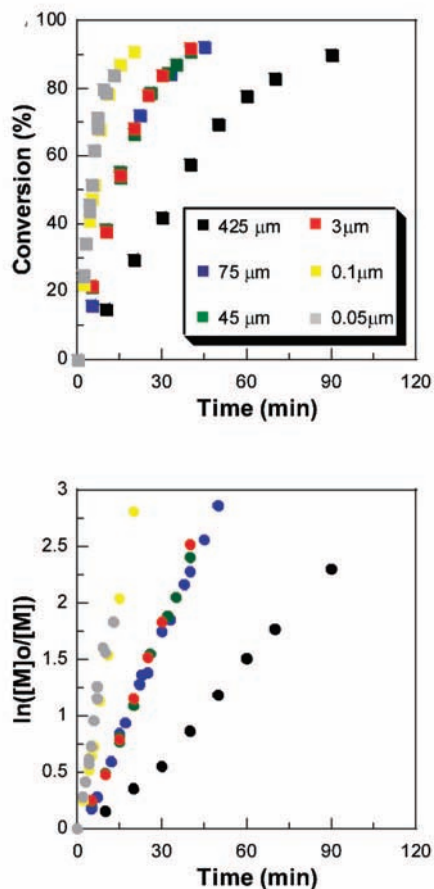 Conversion (%)
100
80
60
40
20
0
425 μm 3μm
75 μm 0.1μm
45 μm 0.05μm
0 30 60 90 120
Time (min)
ln([M]o/[M])
3
2.5
2
1.5
1
0.5
0
0 30 60 90 120
Time (min)